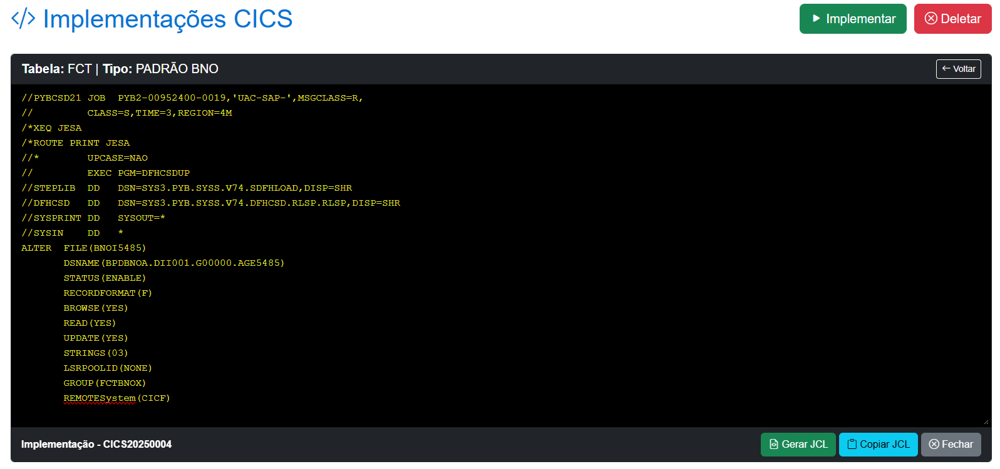 </> Implementações CICS
Implementar
Deletar
Tabela: FCT | Tipo: PADRÃO BNO
← Voltar
//PYBCSD21 JOB  PYB2-00952400-0019,'UAC-SAP-',MSGCLASS=R,
//         CLASS=S,TIME=3,REGION=4M
/*XEQ JESA
/*ROUTE PRINT JESA
//*        UPCASE=NAO
//         EXEC PGM=DFHCSDUP
//STEPLIB  DD   DSN=SYS3.PYB.SYSS.V74.SDFHLOAD,DISP=SHR
//DFHCSD   DD   DSN=SYS3.PYB.SYSS.V74.DFHCSD.RLSP.RLSP,DISP=SHR
//SYSPRINT DD   SYSOUT=*
//SYSIN    DD   *
ALTER  FILE(BNOI5485)
       DSNAME(BPDBNOA.DII001.G00000.AGE5485)
       STATUS(ENABLE)
       RECORDFORMAT(F)
       BROWSE(YES)
       READ(YES)
       UPDATE(YES)
       STRINGS(03)
       LSRPOOLID(NONE)
       GROUP(FCTBNOX)
       REMOTESystem(CICF)
Implementação - CICS20250004
Gerar JCL
Copiar JCL
Fechar